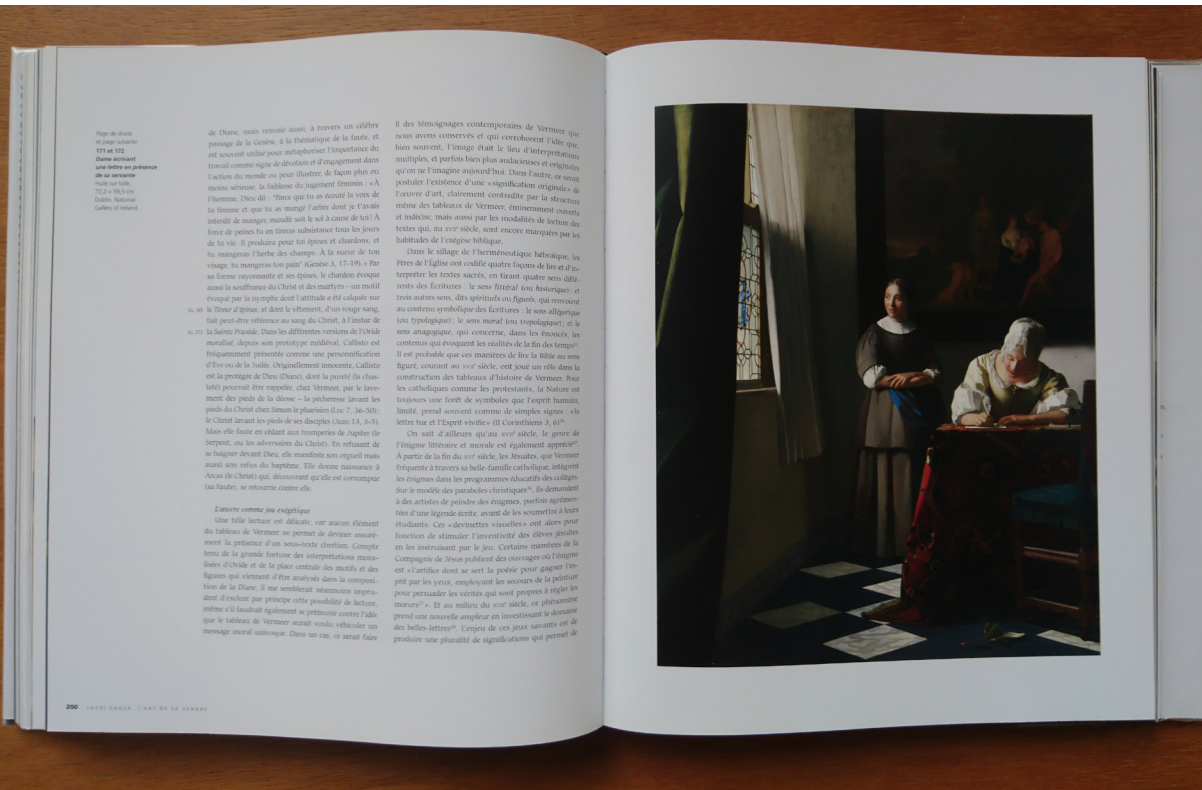 Page de droite
et page suivante
171 et 172
Dame écrivant
une lettre en présence
de sa servante
Huile sur toile,
72,2 × 59,5 cm
Dublin, National
Gallery of Ireland
de Diane, mais renvoie aussi, à travers un célèbre
passage de la Genèse, à la thématique de la faute, et
est souvent utilisé pour métaphoriser l'importance du
travail comme signe de dévotion et d'engagement dans
l'action du monde ou pour illustrer, de façon plus ou
moins sérieuse, la faiblesse du jugement féminin : « À
l'homme, Dieu dit : "Parce que tu as écouté la voix de
ta femme et que tu as mangé l'arbre dont je t'avais
interdit de manger, maudit soit le sol à cause de toi ! À
force de peines tu en tireras subsistance tous les jours
de ta vie. Il produira pour toi épines et chardons, et
tu mangeras l'herbe des champs. À la sueur de ton
visage, tu mangeras ton pain" (Genèse 3, 17-19). » Par
sa forme rayonnante et ses épines, le chardon évoque
aussi la souffrance du Christ et des martyrs – un motif
évoqué par la nymphe dont l'attitude a été calquée sur
le Tireur d'épines, et dont le vêtement, d'un rouge sang,
fait peut-être référence au sang du Christ, à l'instar de
la Sainte Praxède. Dans les différentes versions de l'Ovide
moralisé, depuis son prototype médiéval, Callisto est
fréquemment présentée comme une personnification
d'Ève ou de la Judée. Originellement innocente, Callisto
est la protégée de Dieu (Diane), dont la pureté (la chas-
teté) pourrait être rappelée, chez Vermeer, par le lave-
ment des pieds de la déesse – la pécheresse lavant les
pieds du Christ chez Simon le pharisien (Luc 7, 36-50) ;
le Christ lavant les pieds de ses disciples (Jean 13, 3-5).
Mais elle faute en cédant aux tromperies de Jupiter (le
Serpent, ou les adversaires du Christ). En refusant de
se baigner devant Dieu, elle manifeste son orgueil mais
aussi son refus du baptême. Elle donne naissance à
Arcas (le Christ) qui, découvrant qu'elle est corrompue
(sa faute), se retourne contre elle.
L'œuvre comme jeu exégétique
Une telle lecture est délicate, car aucun élément
du tableau de Vermeer ne permet de deviner assuré-
ment la présence d'un sous-texte chrétien. Compte
tenu de la grande fortune des interprétations mora-
lisées d'Ovide et de la place centrale des motifs et des
figures qui viennent d'être analysés dans la composi-
tion de la Diane, il me semblerait néanmoins impru-
dent d'exclure par principe cette possibilité de lecture,
même s'il faudrait également se prémunir contre l'idée
que le tableau de Vermeer aurait voulu véhiculer un
message moral univoque. Dans un cas, ce serait faire
fi des témoignages contemporains de Vermeer que
nous avons conservés et qui corroborent l'idée que,
bien souvent, l'image était le lieu d'interprétations
multiples, et parfois bien plus audacieuses et originales
qu'on ne l'imagine aujourd'hui. Dans l'autre, ce serait
postuler l'existence d'une « signification originale » de
l'œuvre d'art, clairement contredite par la structure
même des tableaux de Vermeer, éminemment ouverts
et indécise, mais aussi par les modalités de lecture des
textes qui, au XVIIe siècle, sont encore marquées par les
habitudes de l'exégèse biblique.
Dans le sillage de l'herméneutique hébraïque, les
Pères de l'Église ont codifié quatre façons de lire et d'in-
terpréter les textes sacrés, en tirant quatre sens diffé-
rents des Écritures : le sens littéral (ou historique) ; et
trois autres sens, dits spirituels ou figurés, qui renvoient
au contenu symbolique des Écritures : le sens allégorique
(ou typologique) ; le sens moral (ou tropologique) ; et le
sens anagogique, qui concerne, dans les énoncés, les
contenus qui évoquent les réalités de la fin des temps
Il est probable que ces manières de lire la Bible au sens
figuré, courant au XVIIe siècle, ont joué un rôle dans la
construction des tableaux d'histoire de Vermeer. Pour
les catholiques comme les protestants, la Nature est
toujours une forêt de symboles que l'esprit humain,
limité, prend souvent comme de simples signes : « le
lettre tue et l'Esprit vivifie » (II Corinthiens 3, 6)
On sait d'ailleurs qu'au XVIIe siècle, le genre de
l'énigme littéraire et morale est également apprécié
À partir de la fin du XVIe siècle, les Jésuites, que Vermeer
fréquente à travers sa belle-famille catholique, intègrent
les énigmes dans les programmes éducatifs des collèges.
Sur le modèle des paraboles christiques, ils demandent
à des artistes de peindre des énigmes, parfois agrémen-
tées d'une légende écrite, avant de les soumettre à leurs
étudiants. Ces « devinettes visuelles » ont alors pour
fonction de stimuler l'inventivité des élèves jésuites
en les instruisant par le jeu. Certains membres de la
Compagnie de Jésus publient des ouvrages où l'énigme
est « l'artifice dont se sert la poésie pour gagner l'es-
prit par les yeux, employant les secours de la peinture
pour persuader les vérités qui sont propres à régler les
mœurs ». Et au milieu du XVIIe siècle, ce phénomène
prend une nouvelle ampleur en investissant le domaine
des belles-lettres. L'enjeu de ces jeux savants est de
produire une pluralité de significations qui permet de
200